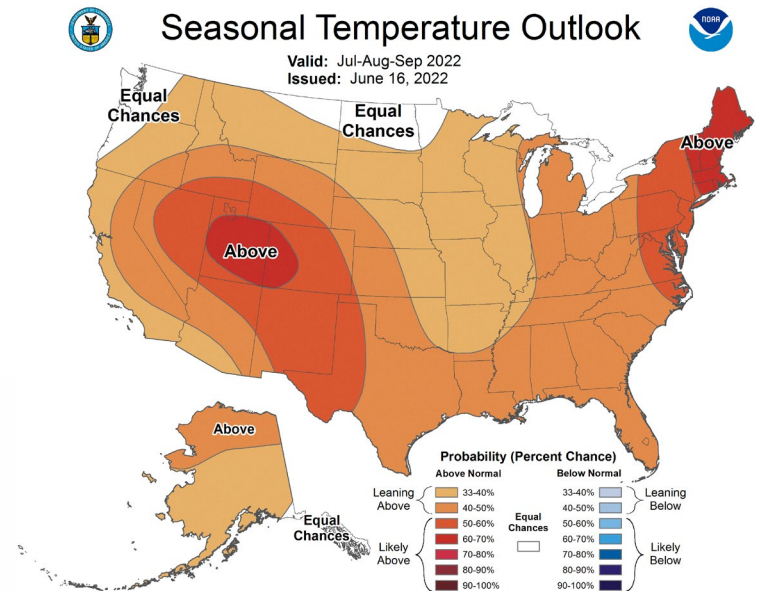 Seasonal Temperature Outlook
NOAA
Valid: Jul-Aug-Sep 2022
Issued: June 16, 2022
Equal
Chances
Equal
Chances
Above
Above
Above
Equal
Chances
Probability (Percent Chance)
Above Normal
Below Normal
Leaning
Above
33-40%
40-50%
Likely
Above
50-60%
60-70%
70-80%
80-90%
90-100%
Equal
Chances
33-40%
40-50%
Leaning
Below
50-60%
60-70%
70-80%
80-90%
90-100%
Likely
Below